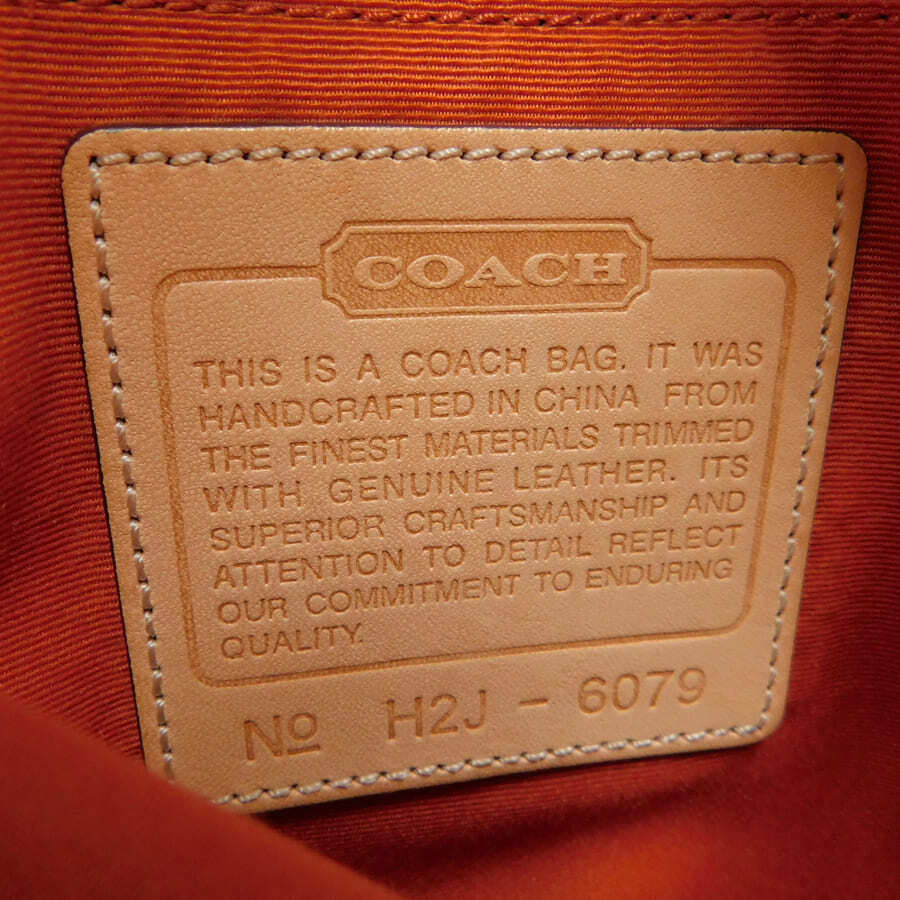 COACH
THIS IS A COACH BAG. IT WAS
HANDCRAFTED IN CHINA FROM
THE FINEST MATERIALS TRIMMED
WITH GENUINE LEATHER. ITS
SUPERIOR CRAFTSMANSHIP AND
ATTENTION TO DETAIL REFLECT
OUR COMMITMENT TO ENDURING
QUALITY.
Nº H2J - 6079